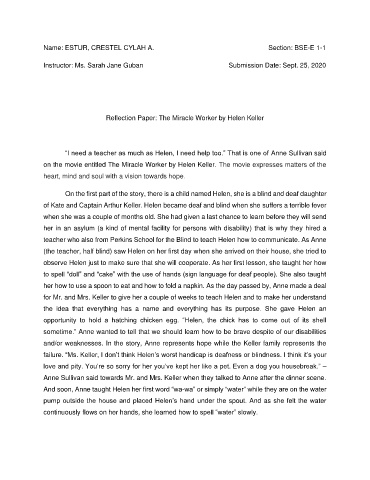 Name: ESTUR, CRESTEL CYLAH A. Section: BSE-E 1-1
Instructor: Ms. Sarah Jane Guban Submission Date: Sept. 25, 2020
Reflection Paper: The Miracle Worker by Helen Keller
“I need a teacher as much as Helen, I need help too.” That is one of Anne Sullivan said
on the movie entitled The Miracle Worker by Helen Keller. The movie expresses matters of the
heart, mind and soul with a vision towards hope.
On the first part of the story, there is a child named Helen, she is a blind and deaf daughter
of Kate and Captain Arthur Keller. Helen became deaf and blind when she suffers a terrible fever
when she was a couple of months old. She had given a last chance to learn before they will send
her in an asylum (a kind of mental facility for persons with disability) that is why they hired a
teacher who also from Perkins School for the Blind to teach Helen how to communicate. As Anne
(the teacher, half blind) saw Helen on her first day when she arrived on their house, she tried to
observe Helen just to make sure that she will cooperate. As her first lesson, she taught her how
to spell “doll” and “cake” with the use of hands (sign language for deaf people). She also taught
her how to use a spoon to eat and how to fold a napkin. As the day passed by, Anne made a deal
for Mr. and Mrs. Keller to give her a couple of weeks to teach Helen and to make her understand
the idea that everything has a name and everything has its purpose. She gave Helen an
opportunity to hold a hatching chicken egg. “Helen, the chick has to come out of its shell
sometime.” Anne wanted to tell that we should learn how to be brave despite of our disabilities
and/or weaknesses. In the story, Anne represents hope while the Keller family represents the
failure. “Ms. Keller, I don’t think Helen’s worst handicap is deafness or blindness. I think it’s your
love and pity. You’re so sorry for her you’ve kept her like a pet. Even a dog you housebreak.” –
Anne Sullivan said towards Mr. and Mrs. Keller when they talked to Anne after the dinner scene.
And soon, Anne taught Helen her first word “wa-wa” or simply “water” while they are on the water
pump outside the house and placed Helen’s hand under the spout. And as she felt the water
continuously flows on her hands, she learned how to spell “water” slowly.